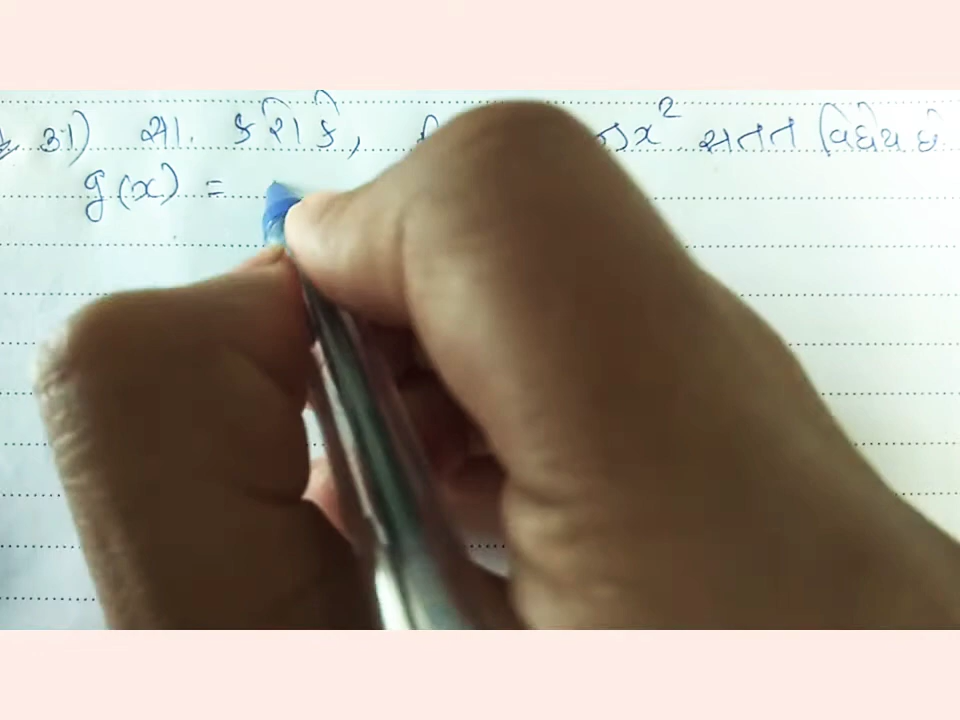 31) સા. કરો કે, x² સતત વિધેય છે
g(x) =